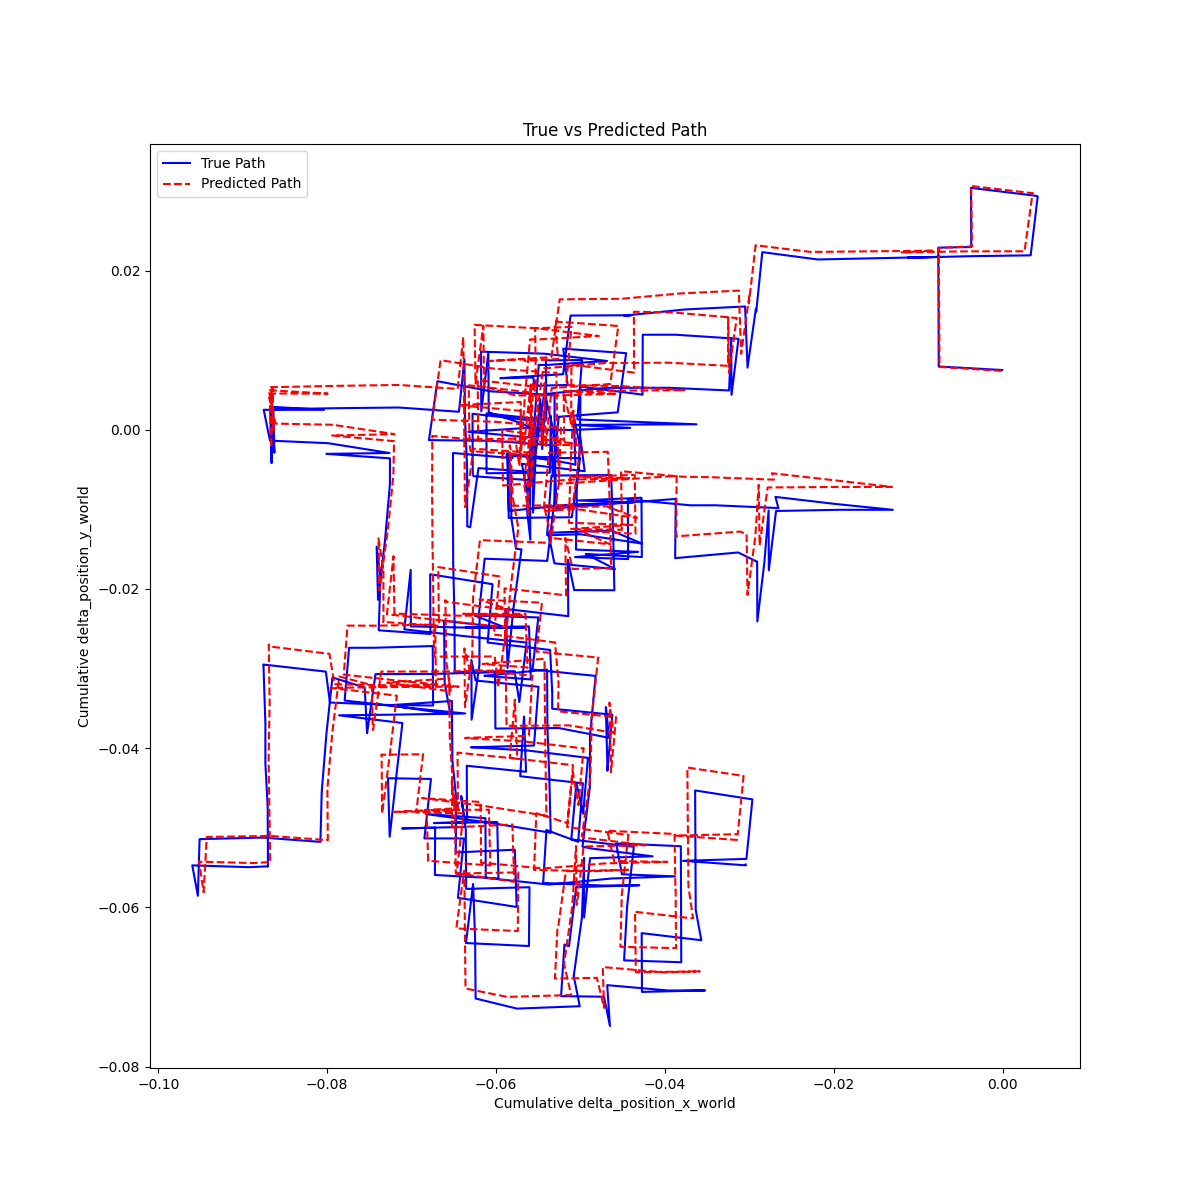 True vs Predicted Path
True Path
Predicted Path
0.02
0.00
−0.02
−0.04
−0.06
−0.08
Cumulative delta_position_y_world
−0.10
−0.08
−0.06
−0.04
−0.02
0.00
Cumulative delta_position_x_world